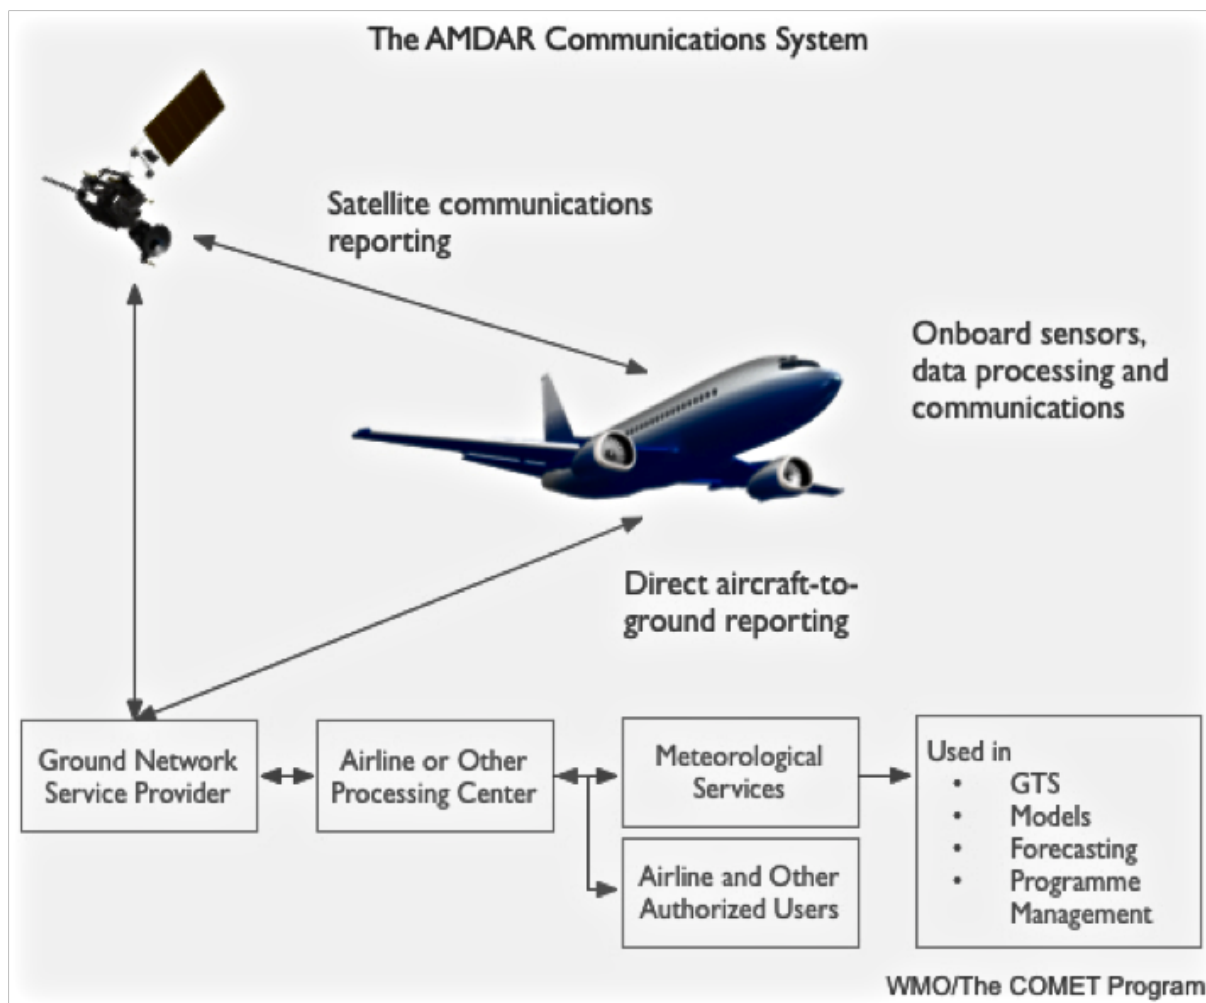 The AMDAR Communications System
Satellite communications
reporting
Onboard sensors,
data processing and
communications
Direct aircraft-to-
ground reporting
Ground Network
Service Provider
Airline or Other
Processing Center
Meteorological
Services
Airline and Other
Authorized Users
Used in
• GTS
• Models
• Forecasting
• Programme
Management
WMO/The COMET Program